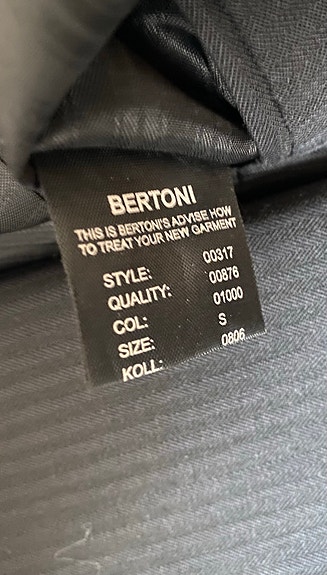 BERTONI
THIS IS BERTONI'S ADVISE HOW
TO TREAT YOUR NEW GARMENT
STYLE: 00317
QUALITY: 00876
COL: 01000
SIZE: S
KOLL: 0806